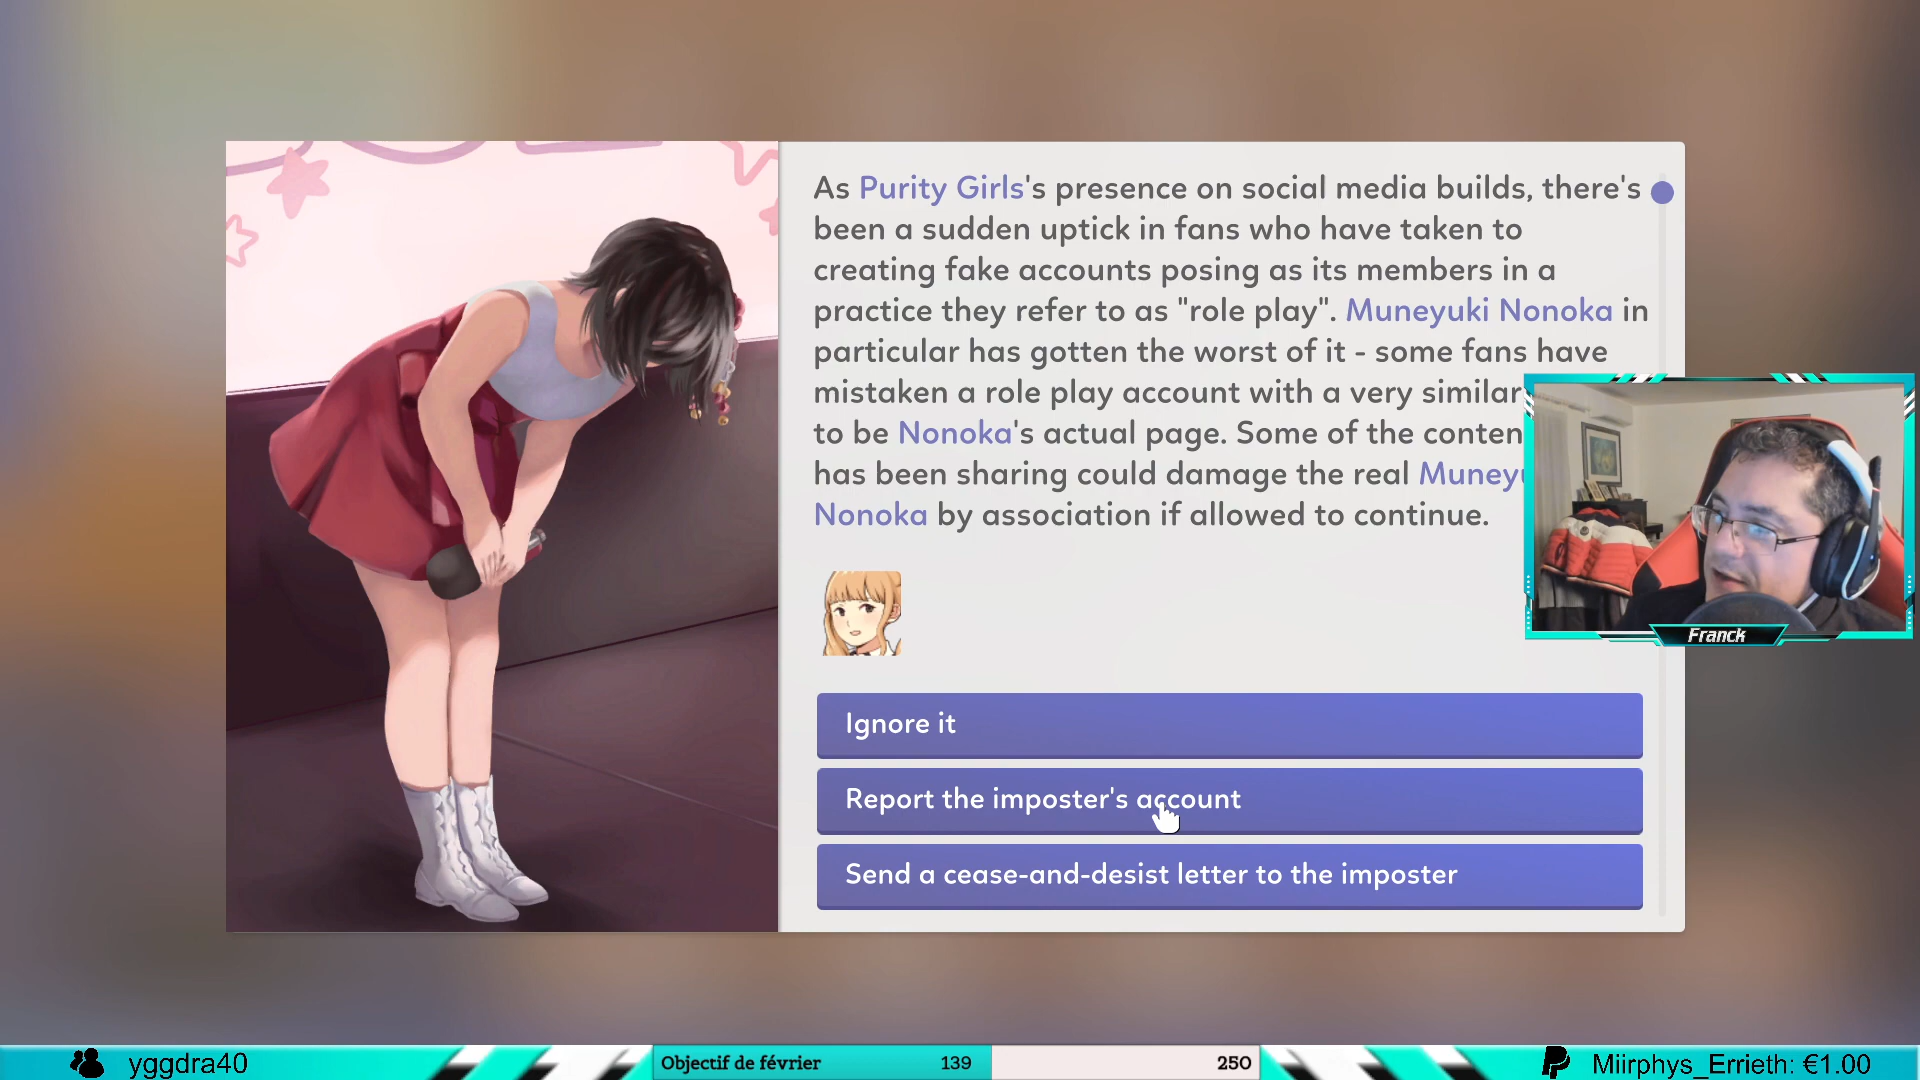 As Purity Girls's presence on social media builds, there's
been a sudden uptick in fans who have taken to
creating fake accounts posing as its members in a
practice they refer to as "role play". Muneyuki Nonoka in
particular has gotten the worst of it - some fans have
mistaken a role play account with a very similar
to be Nonoka's actual page. Some of the conten
has been sharing could damage the real Muneyu
Nonoka by association if allowed to continue.
Franck
Ignore it
Report the imposter's account
Send a cease-and-desist letter to the imposter
yggdra40
Objectif de février 139 250
Miirphys_Errieth: €1.00